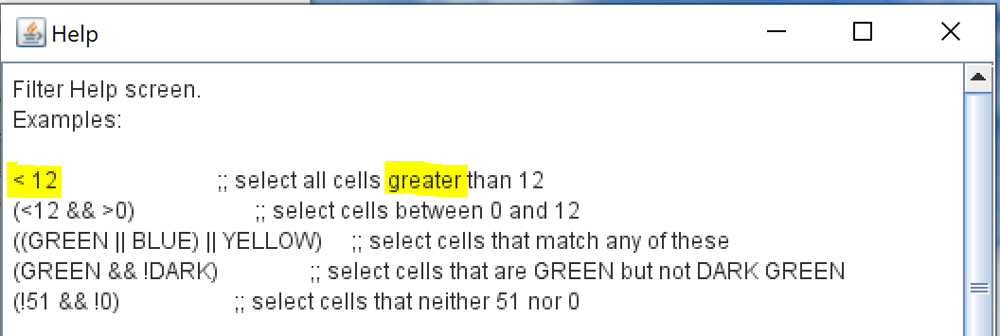 Help
Filter Help screen.
Examples:
< 12 ;; select all cells greater than 12
(<12 && >0) ;; select cells between 0 and 12
((GREEN || BLUE) || YELLOW) ;; select cells that match any of these
(GREEN && !DARK) ;; select cells that are GREEN but not DARK GREEN
(!51 && !0) ;; select cells that neither 51 nor 0